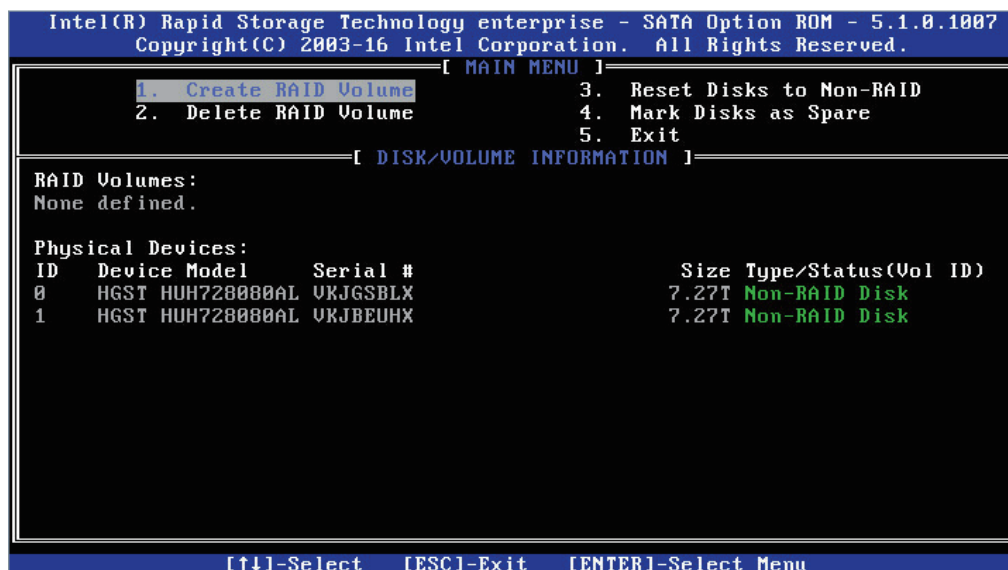 Intel(R) Rapid Storage Technology enterprise - SATA Option ROM - 5.1.0.1007
Copyright(C) 2003-16 Intel Corporation. All Rights Reserved.
[ MAIN MENU ]
1. Create RAID Volume 3. Reset Disks to Non-RAID
2. Delete RAID Volume 4. Mark Disks as Spare
5. Exit
[ DISK/VOLUME INFORMATION ]
RAID Volumes:
None defined.
Physical Devices:
ID Device Model Serial # Size Type/Status(Vol ID)
0 HGST HUH728080AL VKJGSBLX 7.27T Non-RAID Disk
1 HGST HUH728080AL VKJBEUHX 7.27T Non-RAID Disk
[↑↓]-Select [ESC]-Exit [ENTER]-Select Menu